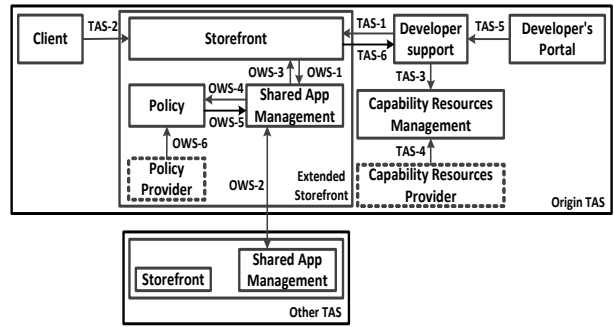 Client
TAS-2
Storefront
TAS-1
TAS-6
Developer
support
TAS-5
Developer's
Portal
OWS-3
OWS-1
TAS-3
Policy
OWS-4
OWS-5
Shared App
Management
Capability Resources
Management
OWS-6
TAS-4
Policy
Provider
OWS-2
Extended
Storefront
Capability Resources
Provider
Origin TAS
Storefront
Shared App
Management
Other TAS